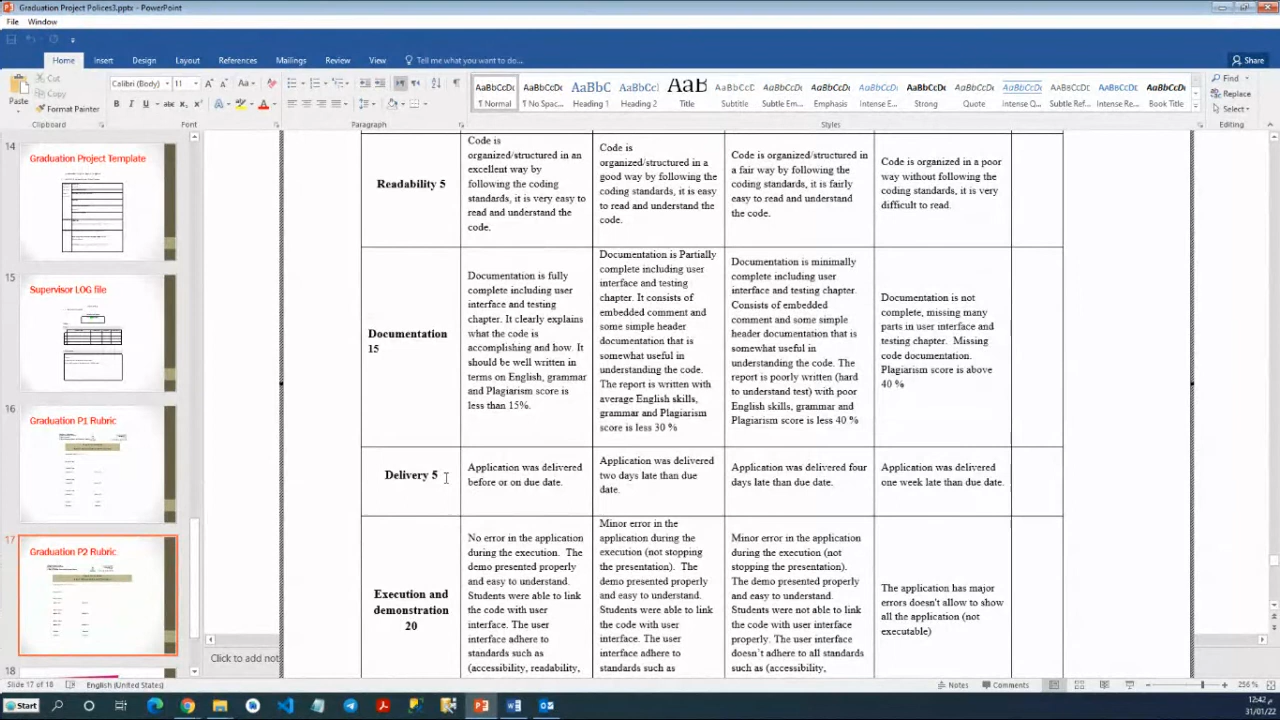 Graduation Project Polices3.pptx - PowerPoint
File Window
Home Insert Design Layout References Mailings Review View Tell me what you want to do... Share
Paste Cut Copy Format Painter Clipboard
Calibri (Body) 11 Font
Paragraph
AaBbCcDc ¶ Normal
AaBbCcDc ¶ No Spac...
AaBbC Heading 1
AaBbCc Heading 2
AaB Title
AaBbCcC Subtitle
AaBbCcDc Subtle Em...
AaBbCcDc Emphasis
AaBbCcDc Intense E...
AaBbCcDc Strong
AaBbCcDc Quote
AaBbCcDc Intense Q...
AaBbCcDc Subtle Ref...
AaBbCcDc Intense Re...
AaBbCcDc Book Title
Styles
Find
Replace
Select
Editing
14
Graduation Project Template
15
Supervisor LOG file
16
Graduation P1 Rubric
17
Graduation P2 Rubric
18
Readability 5
Code is
organized/structured in an
excellent way by
following the coding
standards, it is very easy to
read and understand the
code.
Code is
organized/structured in a
good way by following the
coding standards, it is easy
to read and understand the
code.
Code is organized/structured in
a fair way by following the
coding standards, it is fairly
easy to read and understand
the code.
Code is organized in a poor
way without following the
coding standards, it is very
difficult to read.
Documentation
15
Documentation is fully
complete including user
interface and testing
chapter. It clearly explains
what the code is
accomplishing and how. It
should be well written in
terms on English, grammar
and Plagiarism score is
less than 15%.
Documentation is Partially
complete including user
interface and testing
chapter. It consists of
embedded comment and
some simple header
documentation that is
somewhat useful in
understanding the code.
The report is written with
average English skills,
grammar and Plagiarism
score is less 30 %
Documentation is minimally
complete including user
interface and testing chapter.
Consists of embedded
comment and some simple
header documentation that is
somewhat useful in
understanding the code. The
report is poorly written (hard
to understand test) with poor
English skills, grammar and
Plagiarism score is less 40 %
Documentation is not
complete, missing many
parts in user interface and
testing chapter. Missing
code documentation.
Plagiarism score is above
40 %
Delivery 5
Application was delivered
before or on due date.
Application was delivered
two days late than due
date.
Application was delivered four
days late than due date.
Application was delivered
one week late than due date.
Execution and
demonstration
20
No error in the application
during the execution. The
demo presented properly
and easy to understand.
Students were able to link
the code with user
interface. The user
interface adhere to
standards such as
(accessibility, readability,
Minor error in the
application during the
execution (not stopping
the presentation). The
demo presented properly
and easy to understand.
Students were able to link
the code with user
interface. The user
interface adhere to
standards such as
Minor error in the application
during the execution (not
stopping the presentation).
The demo presented properly
and easy to understand.
Students were not able to link
the code with user interface
properly. The user interface
doesn't adhere to all standards
such as (accessibility,
The application has major
errors doesn't allow to show
all the application (not
executable)
Click to add not
Slide 17 of 18 English (United States) Notes Comments 256 %
Start
12:42 م
31/01/22